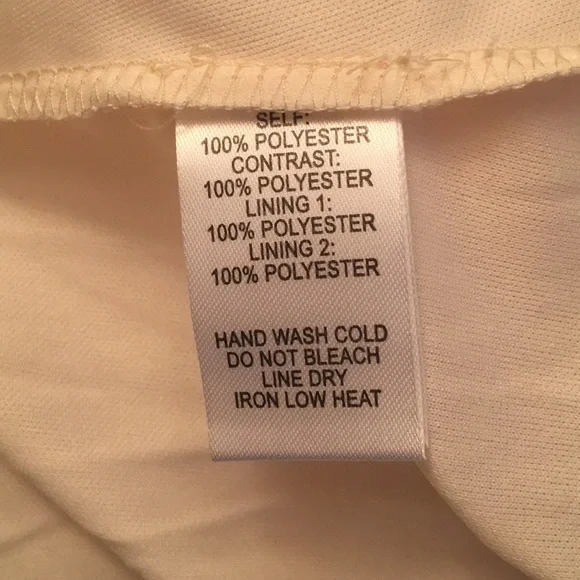 SELF:
100% POLYESTER
CONTRAST:
100% POLYESTER
LINING 1:
100% POLYESTER
LINING 2:
100% POLYESTER
HAND WASH COLD
DO NOT BLEACH
LINE DRY
IRON LOW HEAT